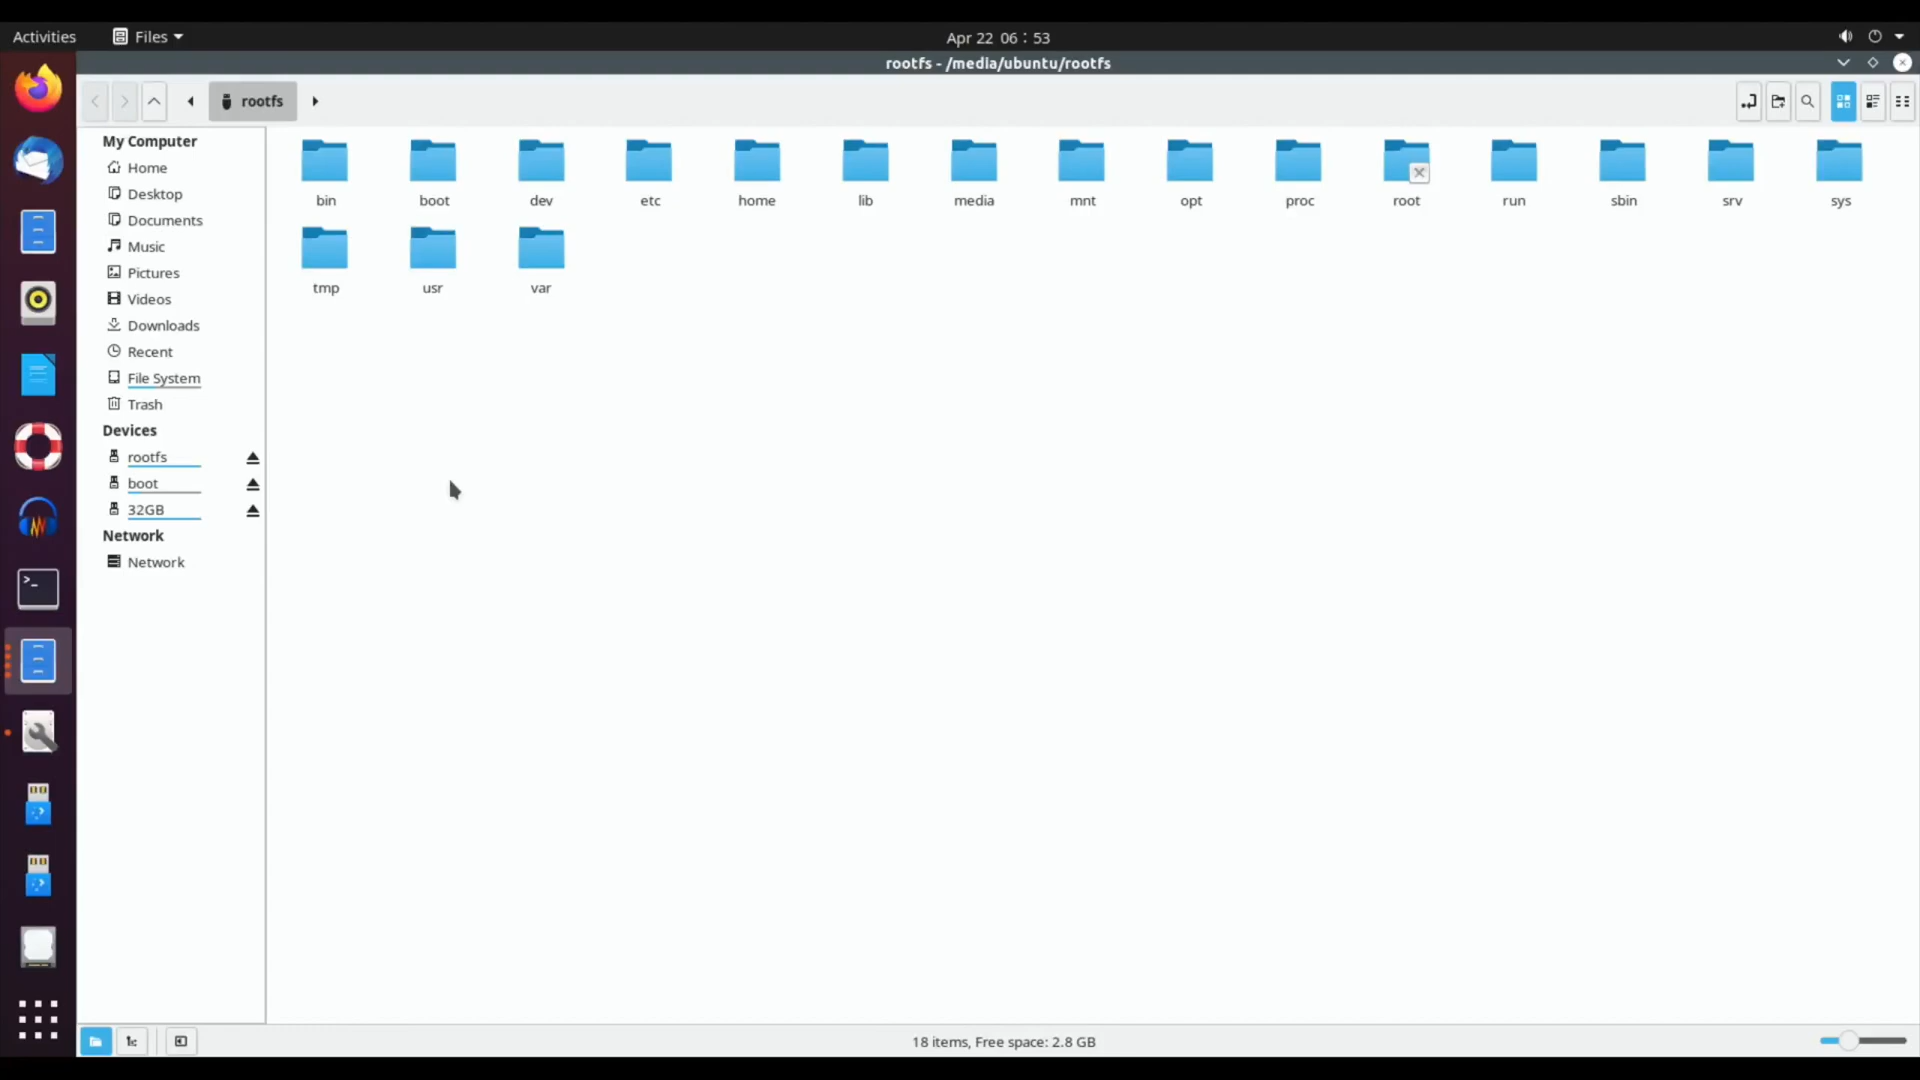 Activities Files Apr 22 06:53
rootfs - /media/ubuntu/rootfs
rootfs
My Computer
Home
Desktop
Documents
Music
Pictures
Videos
Downloads
Recent
File System
Trash
Devices
rootfs
boot
32GB
Network
Network
bin boot dev etc home lib media mnt opt proc root run sbin srv sys
tmp usr var
18 items, Free space: 2.8 GB